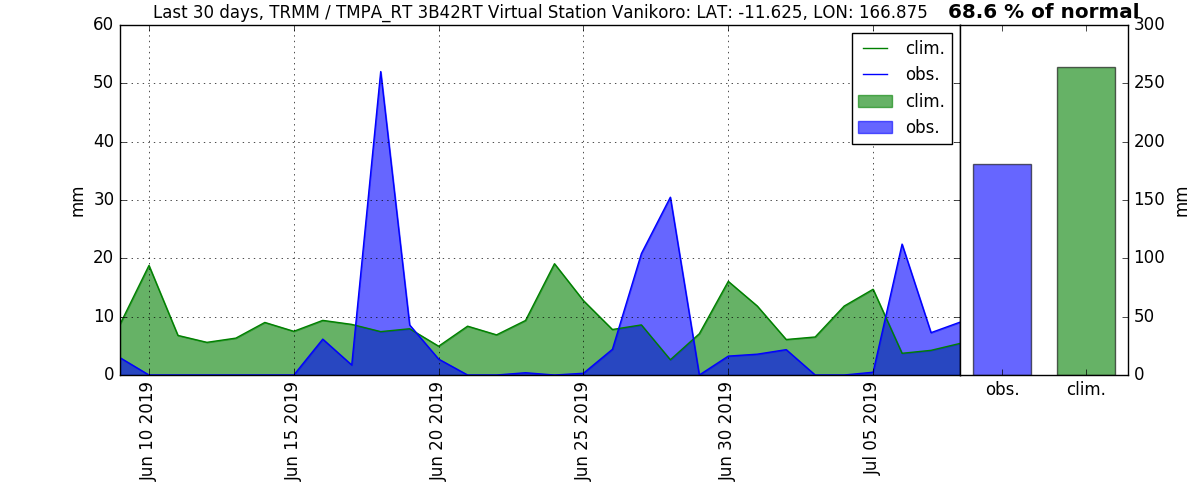 Last 30 days, TRMM / TMPA_RT 3B42RT Virtual Station Vanikoro: LAT: -11.625, LON: 166.875
68.6 % of normal
60
50
40
30
20
10
0
mm
clim.
obs.
clim.
obs.
Jun 10 2019
Jun 15 2019
Jun 20 2019
Jun 25 2019
Jun 30 2019
Jul 05 2019
300
250
200
150
100
50
0
mm
obs.
clim.